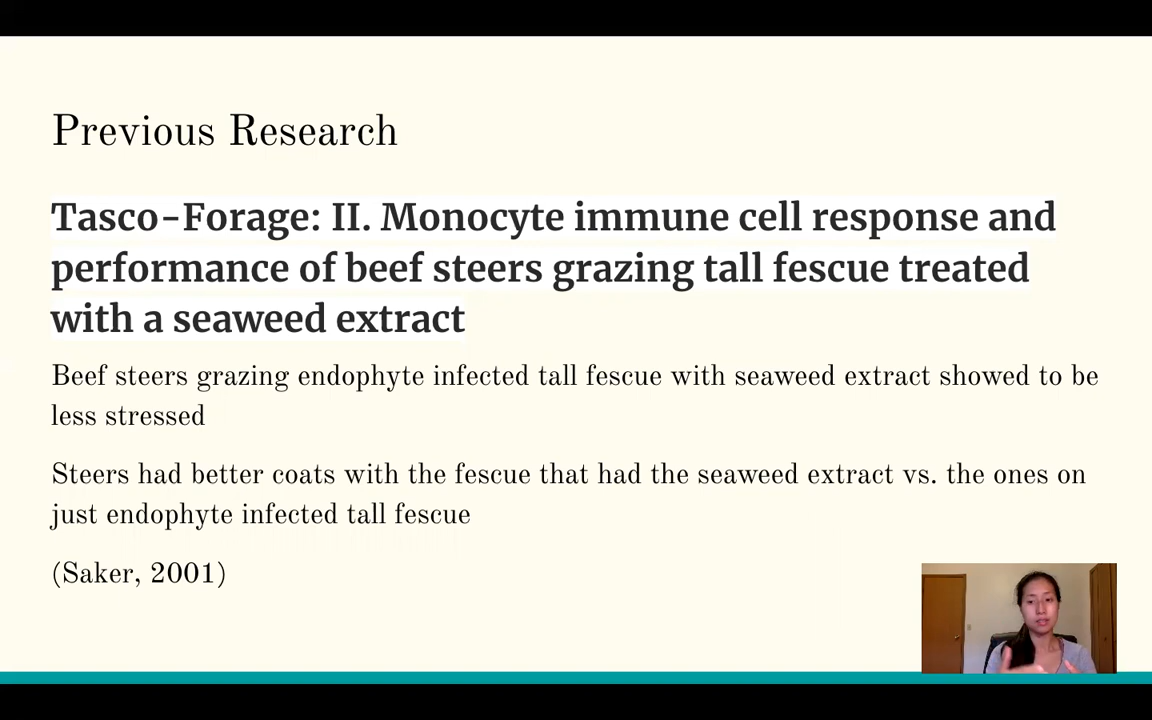 Previous Research
Tasco-Forage: II. Monocyte immune cell response and
performance of beef steers grazing tall fescue treated
with a seaweed extract
Beef steers grazing endophyte infected tall fescue with seaweed extract showed to be
less stressed
Steers had better coats with the fescue that had the seaweed extract vs. the ones on
just endophyte infected tall fescue
(Saker, 2001)